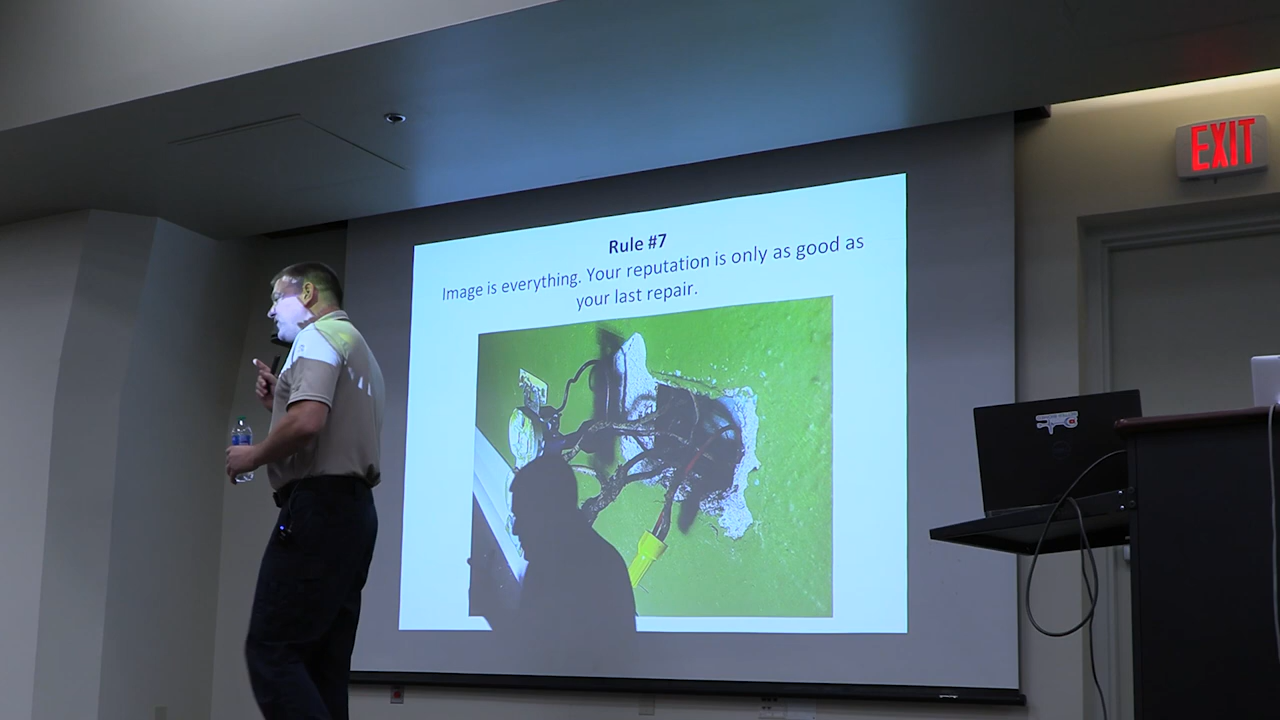 Rule #7
Image is everything. Your reputation is only as good as
your last repair.
EXIT